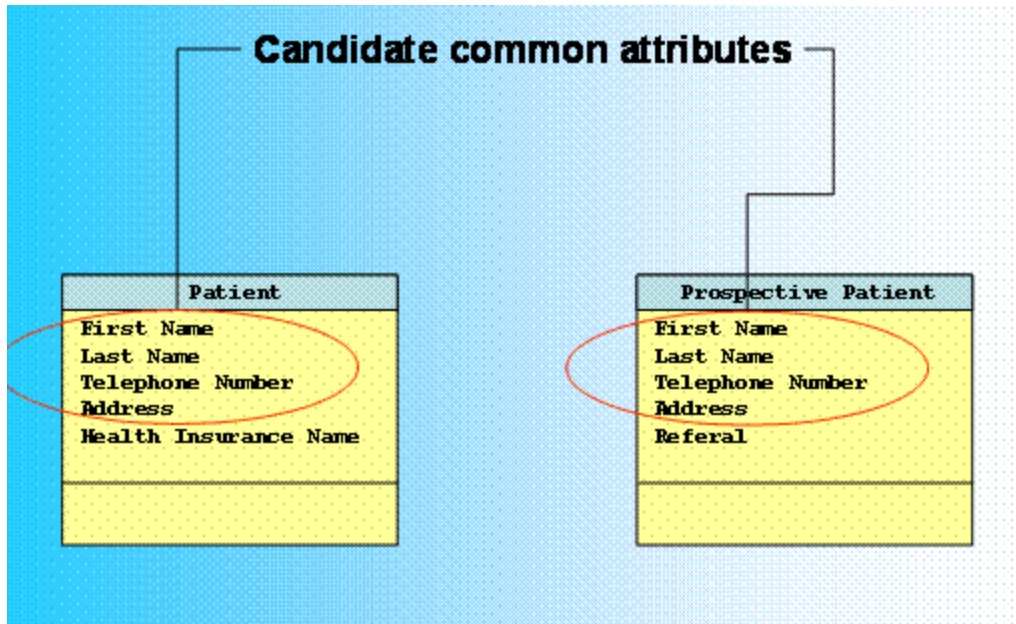 Candidate common attributes
Patient
First Name
Last Name
Telephone Number
Address
Health Insurance Name
Prospective Patient
First Name
Last Name
Telephone Number
Address
Referal